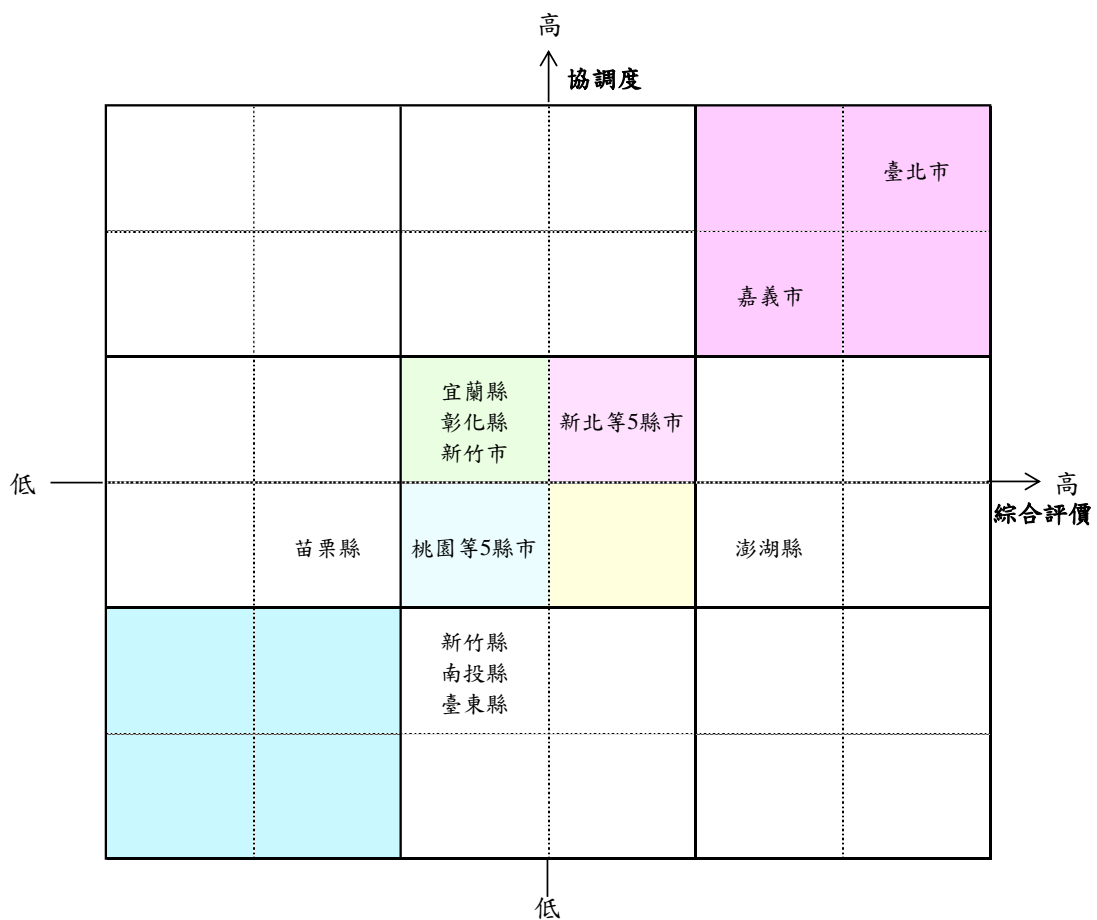 高
協調度
臺北市
嘉義市
宜蘭縣
彰化縣
新竹市
新北等5縣市
低
高
綜合評價
苗栗縣
桃園等5縣市
澎湖縣
新竹縣
南投縣
臺東縣
低